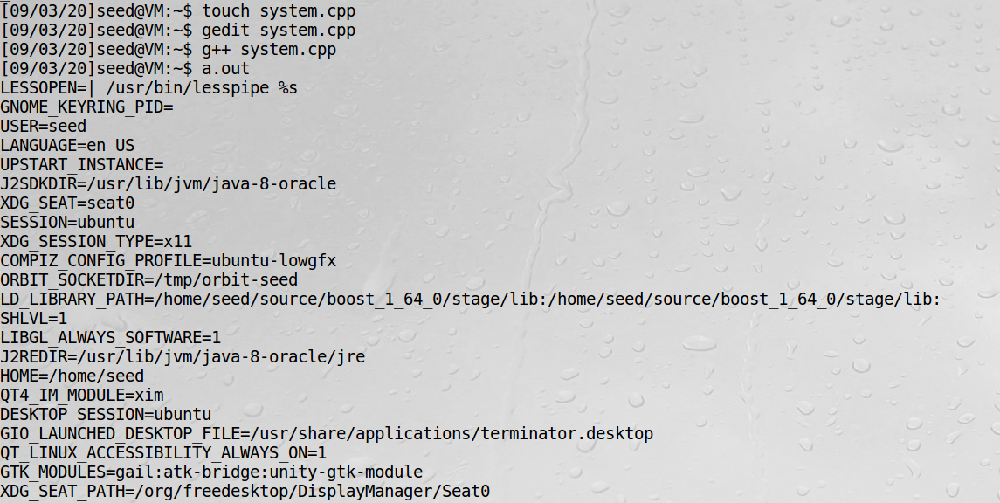 [09/03/20]seed@VM:~$ touch system.cpp
[09/03/20]seed@VM:~$ gedit system.cpp
[09/03/20]seed@VM:~$ g++ system.cpp
[09/03/20]seed@VM:~$ a.out
LESSOPEN=| /usr/bin/lesspipe %s
GNOME_KEYRING_PID=
USER=seed
LANGUAGE=en_US
UPSTART_INSTANCE=
J2SDKDIR=/usr/lib/jvm/java-8-oracle
XDG_SEAT=seat0
SESSION=ubuntu
XDG_SESSION_TYPE=x11
COMPIZ_CONFIG_PROFILE=ubuntu-lowgfx
ORBIT_SOCKETDIR=/tmp/orbit-seed
LD_LIBRARY_PATH=/home/seed/source/boost_1_64_0/stage/lib:/home/seed/source/boost_1_64_0/stage/lib:
SHLVL=1
LIBGL_ALWAYS_SOFTWARE=1
J2REDIR=/usr/lib/jvm/java-8-oracle/jre
HOME=/home/seed
QT4_IM_MODULE=xim
DESKTOP_SESSION=ubuntu
GIO_LAUNCHED_DESKTOP_FILE=/usr/share/applications/terminator.desktop
QT_LINUX_ACCESSIBILITY_ALWAYS_ON=1
GTK_MODULES=gail:atk-bridge:unity-gtk-module
XDG_SEAT_PATH=/org/freedesktop/DisplayManager/Seat0